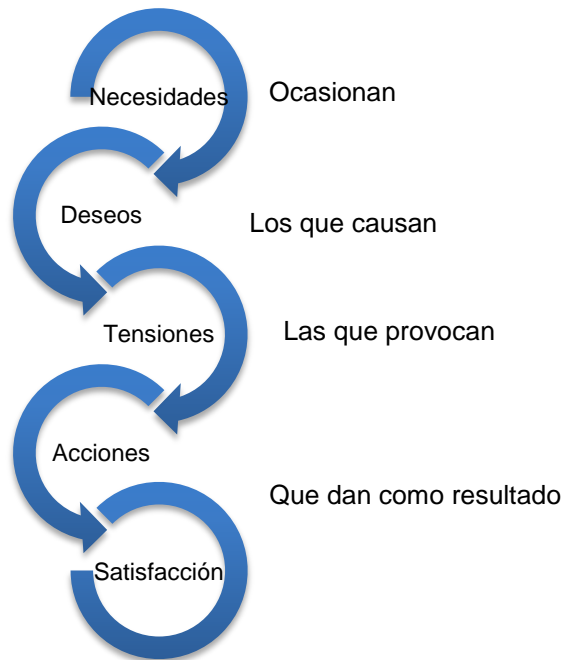 Necesidades
Ocasionan
Deseos
Los que causan
Tensiones
Las que provocan
Acciones
Que dan como resultado
Satisfacción